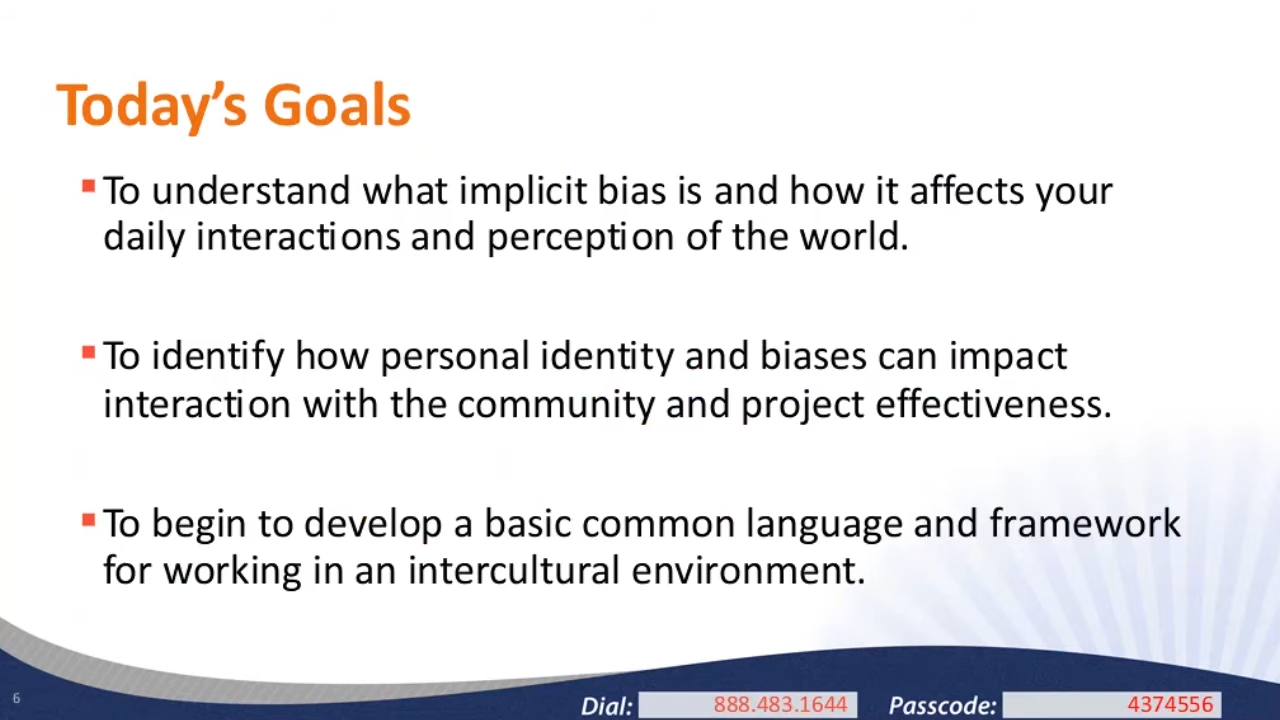 Today’s Goals
▪To understand what implicit bias is and how it affects your
daily interactions and perception of the world.
▪To identify how personal identity and biases can impact
interaction with the community and project effectiveness.
▪To begin to develop a basic common language and framework
for working in an intercultural environment.
6
Dial: 888.483.1644 Passcode: 4374556